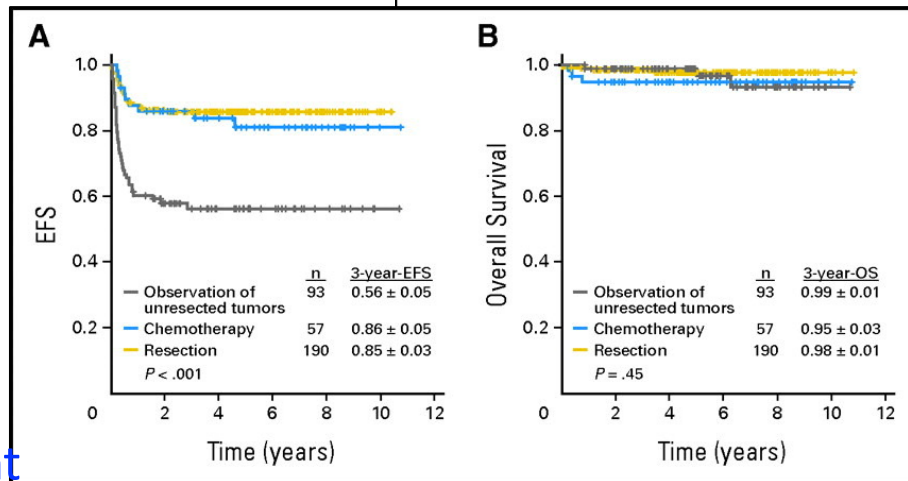 A
1.0
0.8
0.6
0.4
0.2
0
2
4
6
8
10
12
EFS
Time (years)
n 3-year-EFS
Observation of unresected tumors 93 0.56 ± 0.05
Chemotherapy 57 0.86 ± 0.05
Resection 190 0.85 ± 0.03
P < .001
B
1.0
0.8
0.6
0.4
0.2
0
2
4
6
8
10
12
Overall Survival
Time (years)
n 3-year-OS
Observation of unresected tumors 93 0.99 ± 0.01
Chemotherapy 57 0.95 ± 0.03
Resection 190 0.98 ± 0.01
P = .45